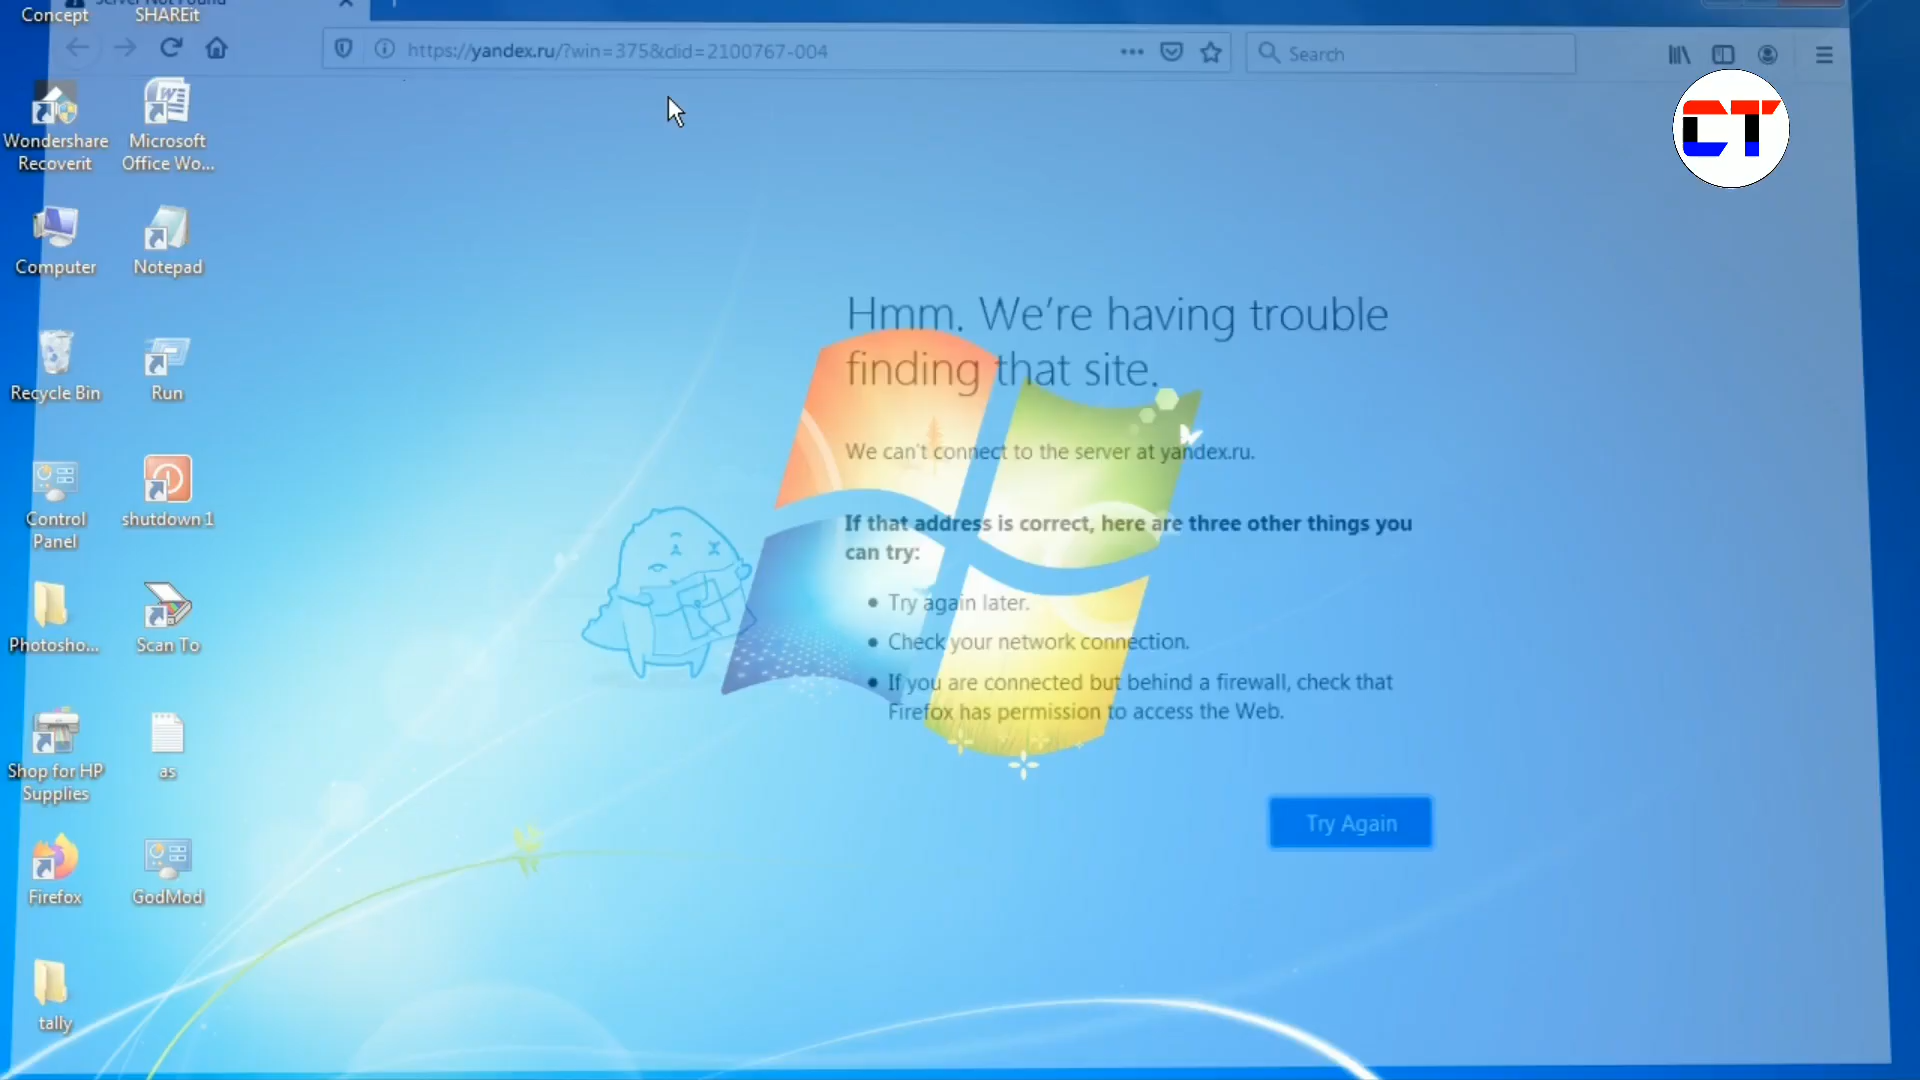 Concept
SHAREit
Server Not Found
https://yandex.ru/?win=375&clid=2100767-004
Search
CT
Wondershare
Recoverit
Microsoft
Office Wo...
Computer
Notepad
Recycle Bin
Run
Control
Panel
shutdown 1
Photosho...
Scan To
Shop for HP
Supplies
as
Firefox
GodMod
tally
Hmm. We're having trouble
finding that site.
We can't connect to the server at yandex.ru.
If that address is correct, here are three other things you
can try:
• Try again later.
• Check your network connection.
• If you are connected but behind a firewall, check that
Firefox has permission to access the Web.
Try Again